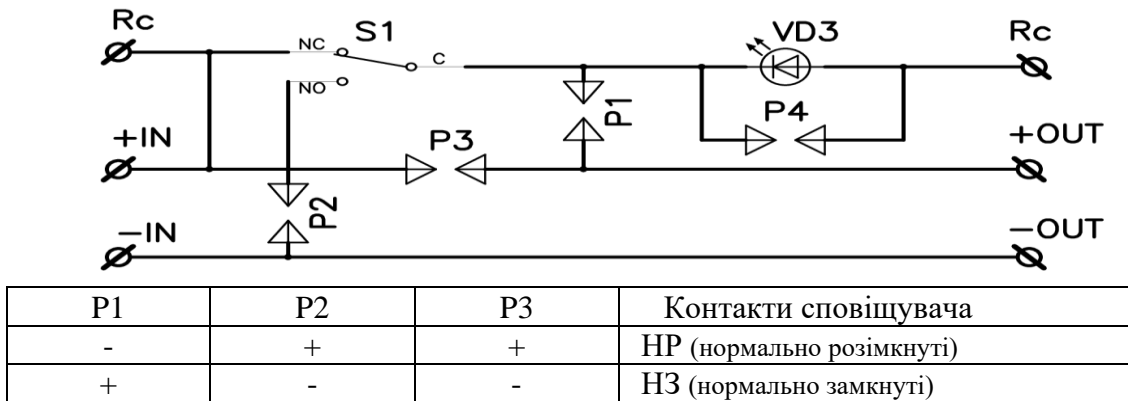 Rc
NC
S1
C
VD3
Rc
NO
P1
P4
+IN
P3
+OUT
P2
–IN
–OUT
P1 P2 P3 Контакти сповіщувача
- + + НР (нормально розімкнуті)
+ - - НЗ (нормально замкнуті)